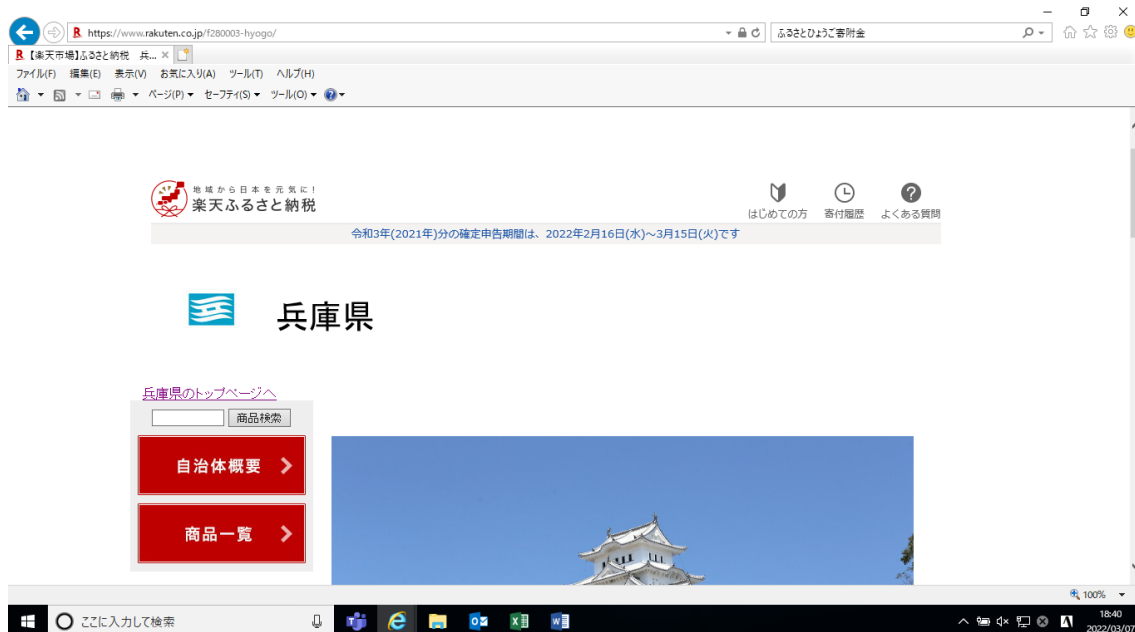 https://www.rakuten.co.jp/f280003-hyogo/
ふるさとひょうご寄附金
【楽天市場】ふるさと納税 兵...
ファイル(F) 編集(E) 表示(V) お気に入り(A) ツール(T) ヘルプ(H)
ページ(P) セーフティ(S) ツール(O)
地域から日本を元気に!
楽天ふるさと納税
はじめての方 寄付履歴 よくある質問
令和3年(2021年)分の確定申告期間は、2022年2月16日(水)~3月15日(火)です
兵庫県
兵庫県のトップページへ
商品検索
自治体概要
商品一覧
100%
ここに入力して検索
A
18:40
2022/03/07